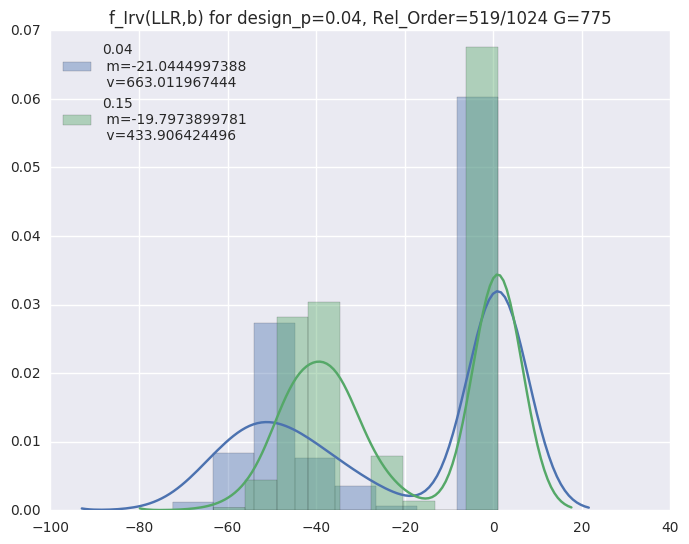 f_Irv(LLR,b) for design_p=0.04, Rel_Order=519/1024 G=775
0.07
0.06
0.05
0.04
0.03
0.02
0.01
0.00
0.04
m=-21.0444997388
v=663.011967444
0.15
m=-19.7973899781
v=433.906424496
-100 -80 -60 -40 -20 0 20 40